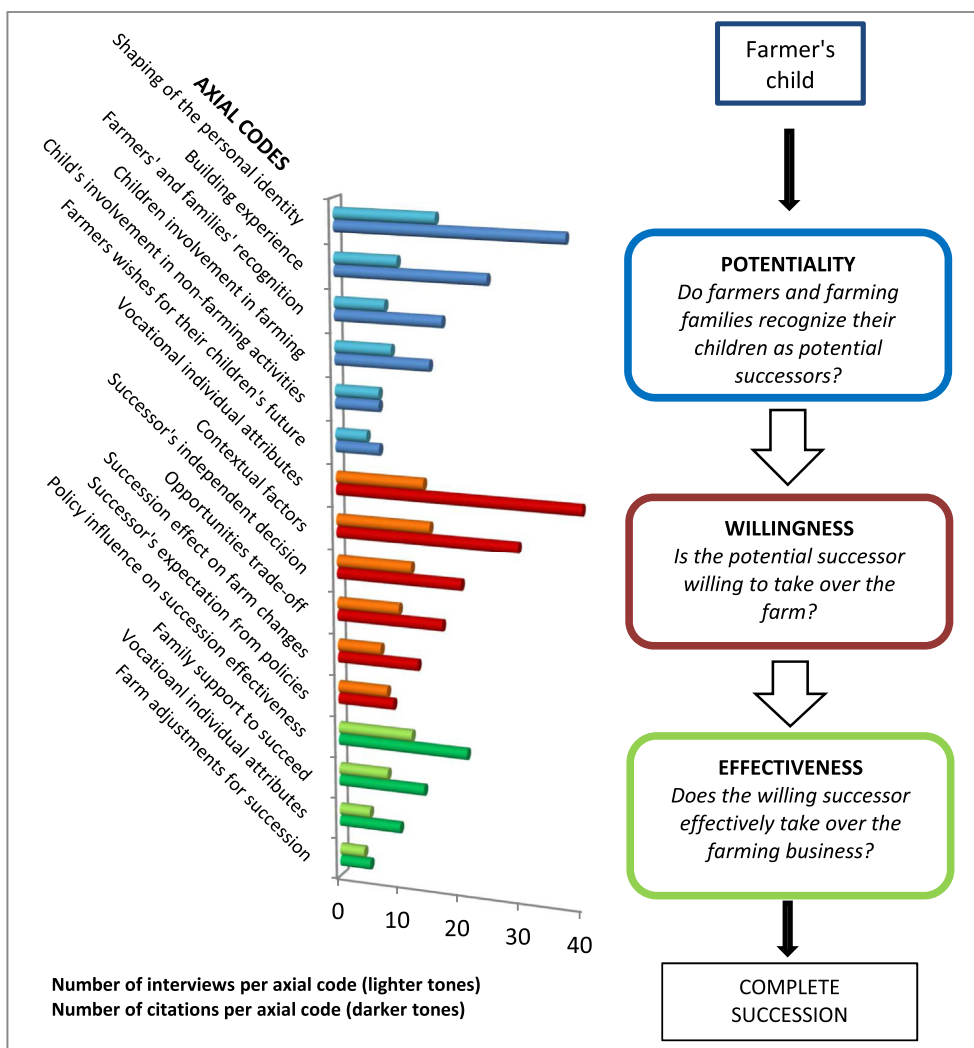 AXIAL CODES
Shaping of the personal identity
Building experience
Farmers' and families' recognition
Children involvement in farming
Child's involvement in non-farming activities
Farmers wishes for their children's future
Vocational individual attributes
Contextual factors
Successor's independent decision
Opportunities trade-off
Succession effect on farm changes
Successor's expectation from policies
Policy influence on succession effectiveness
Family support to succeed
Vocatioanl individual attributes
Farm adjustments for succession
0
10
20
30
40
Number of interviews per axial code (lighter tones)
Number of citations per axial code (darker tones)
Farmer's
child
POTENTIALITY
Do farmers and farming
families recognize their
children as potential
successors?
WILLINGNESS
Is the potential successor
willing to take over the
farm?
EFFECTIVENESS
Does the willing successor
effectively take over the
farming business?
COMPLETE
SUCCESSION